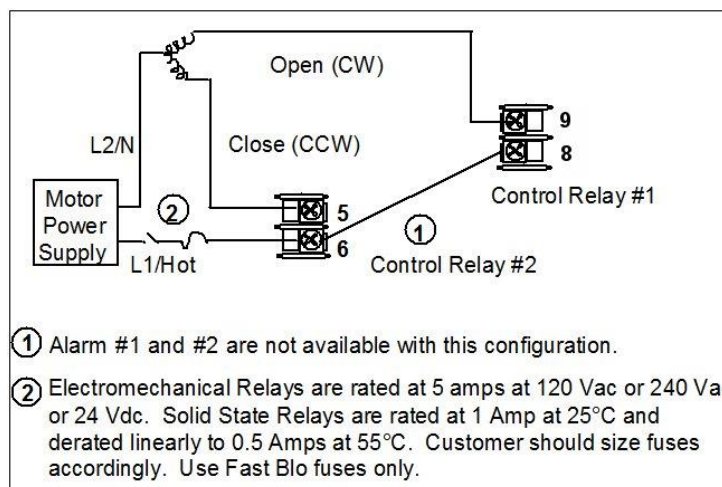 Open (CW)
9
L2/N
Close (CCW)
8
Control Relay #1
Motor
Power
Supply
2
5
6
1
L1/Hot
Control Relay #2
1 Alarm #1 and #2 are not available with this configuration.
2 Electromechanical Relays are rated at 5 amps at 120 Vac or 240 Va
or 24 Vdc. Solid State Relays are rated at 1 Amp at 25°C and
derated linearly to 0.5 Amps at 55°C. Customer should size fuses
accordingly. Use Fast Blo fuses only.